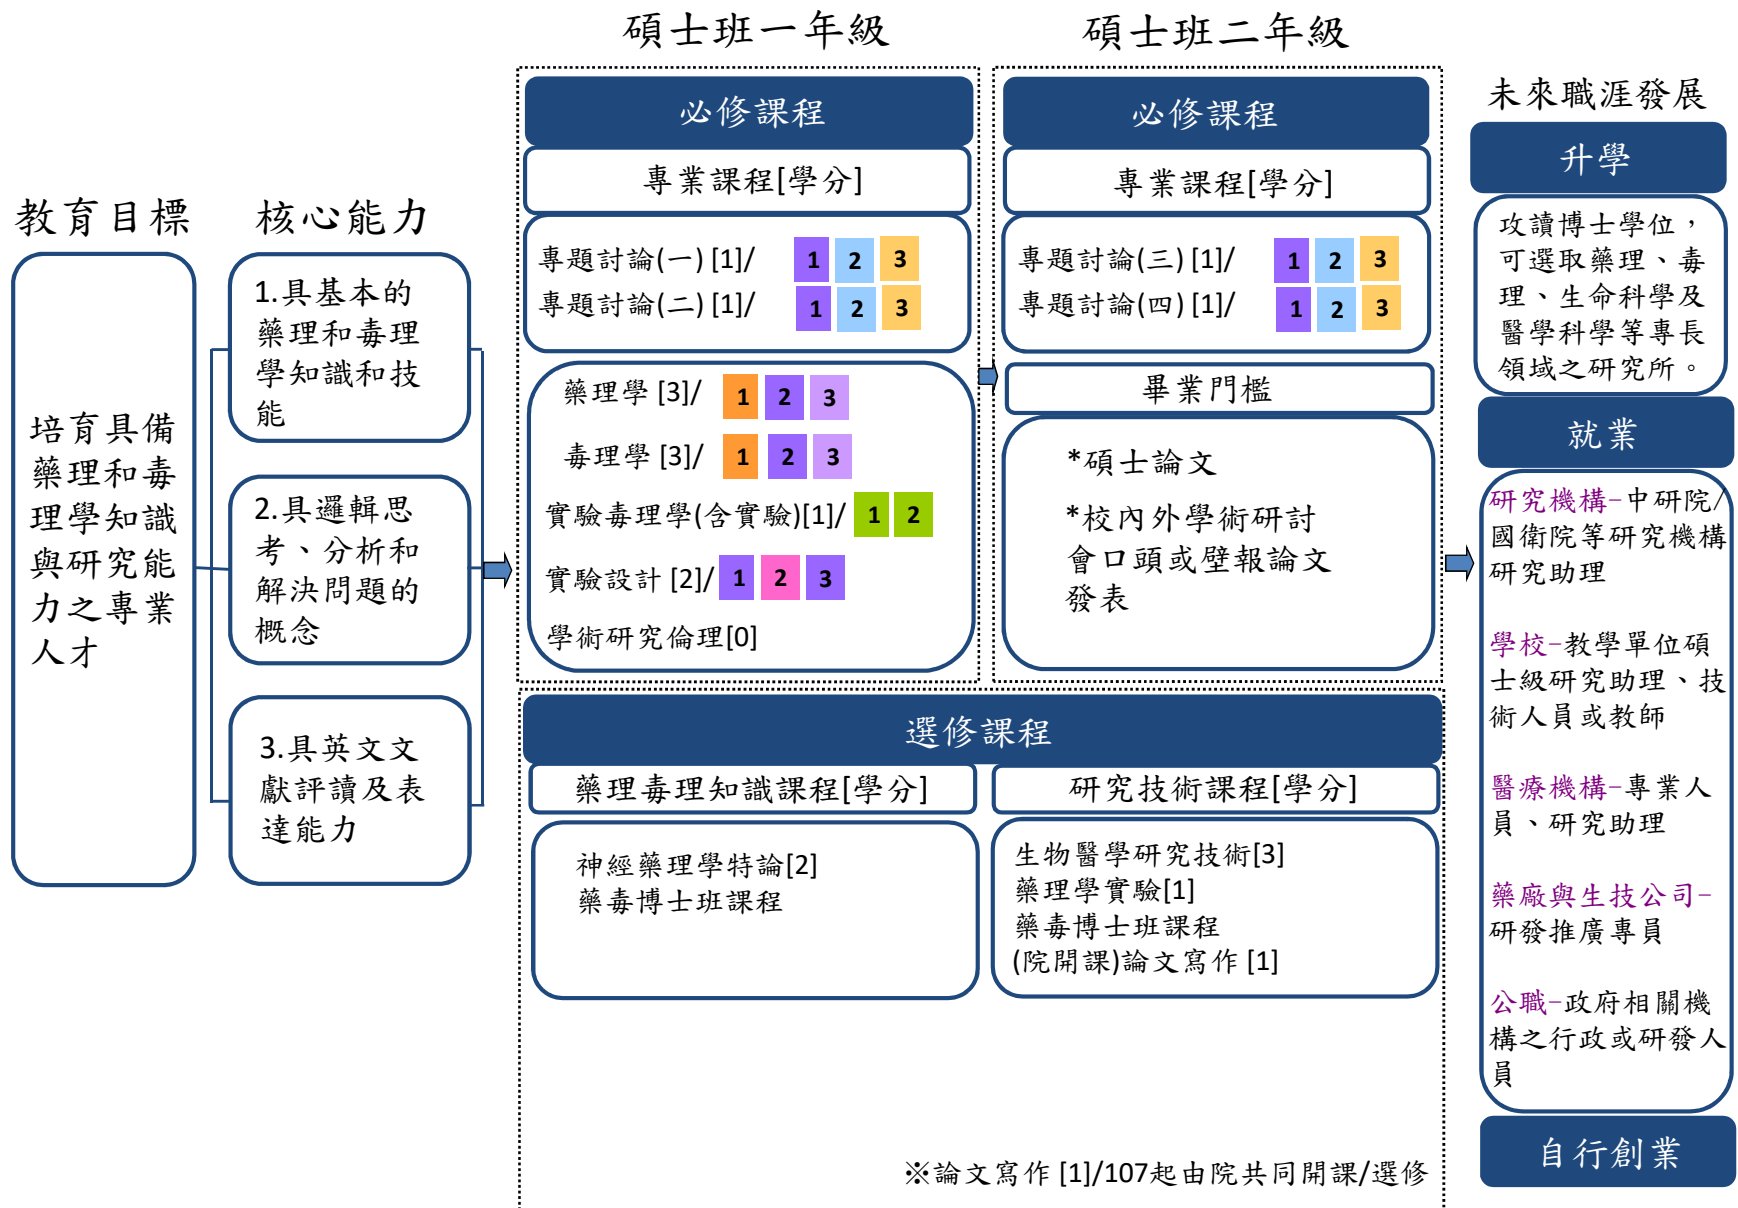 教育目標
培育具備
藥理和毒
理學知識
與研究能
力之專業
人才
核心能力
1.具基本的
藥理和毒理
學知識和技
能
2.具邏輯思
考、分析和
解決問題的
概念
3.具英文文
獻評讀及表
達能力
碩士班一年級
必修課程
專業課程[學分]
專題討論(一) [1]/ 1 2 3
專題討論(二) [1]/ 1 2 3
藥理學 [3]/ 1 2 3
毒理學 [3]/ 1 2 3
實驗毒理學(含實驗)[1]/ 1 2
實驗設計 [2]/ 1 2 3
學術研究倫理[0]
碩士班二年級
必修課程
專業課程[學分]
專題討論(三) [1]/ 1 2 3
專題討論(四) [1]/ 1 2 3
畢業門檻
*碩士論文
*校內外學術研討
會口頭或壁報論文
發表
選修課程
藥理毒理知識課程[學分]
神經藥理學特論[2]
藥毒博士班課程
研究技術課程[學分]
生物醫學研究技術[3]
藥理學實驗[1]
藥毒博士班課程
(院開課)論文寫作 [1]
※論文寫作 [1]/107起由院共同開課/選修
未來職涯發展
升學
攻讀博士學位，
可選取藥理、毒
理、生命科學及
醫學科學等專長
領域之研究所。
就業
研究機構-中研院/
國衛院等研究機構
研究助理
學校-教學單位碩
士級研究助理、技
術人員或教師
醫療機構-專業人
員、研究助理
藥廠與生技公司-
研發推廣專員
公職-政府相關機
構之行政或研發人
員
自行創業